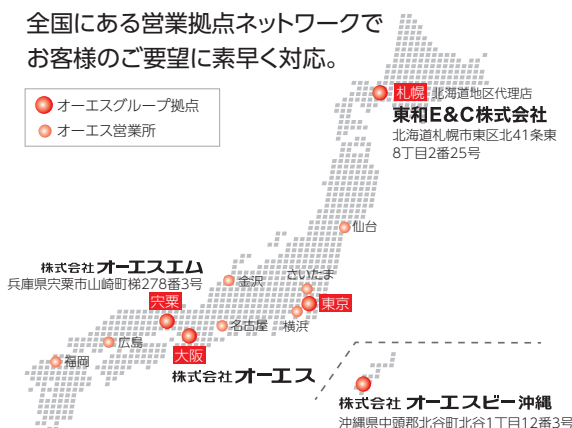 全国にある営業拠点ネットワークで
お客様のご要望に素早く対応。
オーエスグループ拠点
オーエス営業所
札幌 北海道地区代理店
東和E&C株式会社
北海道札幌市東区北41条東
8丁目2番25号
仙台
株式会社 オーエスエム
兵庫県宍粟市山崎町梯278番3号
宍粟
金沢
さいたま
東京
横浜
名古屋
広島
福岡
大阪
株式会社 オーエス
株式会社 オーエスビー沖縄
沖縄県中頭郡北谷町北谷1丁目12番3号